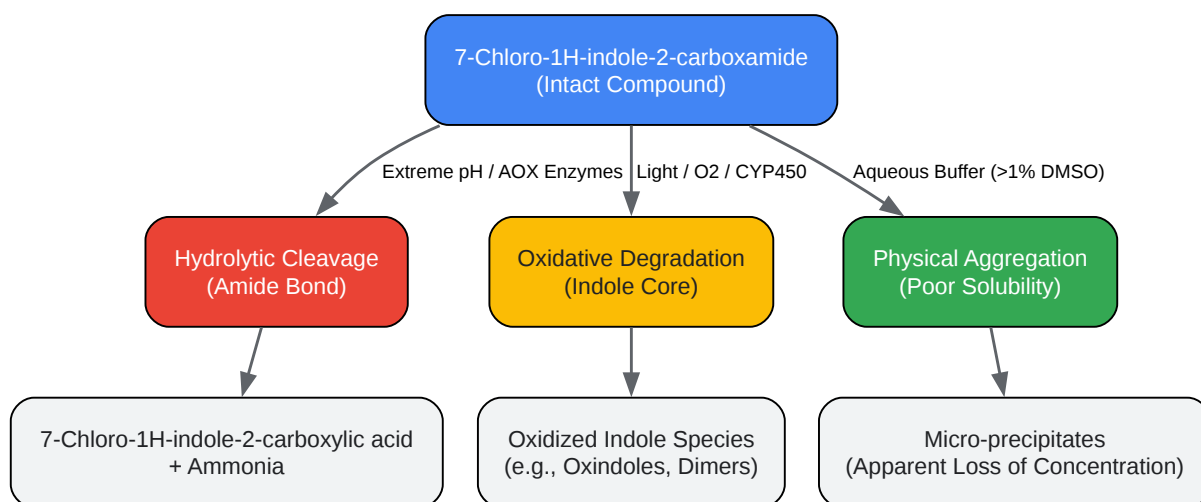 7-Chloro-1H-indole-2-carboxamide
(Intact Compound)
Extreme pH / AOX Enzymes
Light / O2 / CYP450
Aqueous Buffer (>1% DMSO)
Hydrolytic Cleavage
(Amide Bond)
Oxidative Degradation
(Indole Core)
Physical Aggregation
(Poor Solubility)
7-Chloro-1H-indole-2-carboxylic acid
+ Ammonia
Oxidized Indole Species
(e.g., Oxindoles, Dimers)
Micro-precipitates
(Apparent Loss of Concentration)